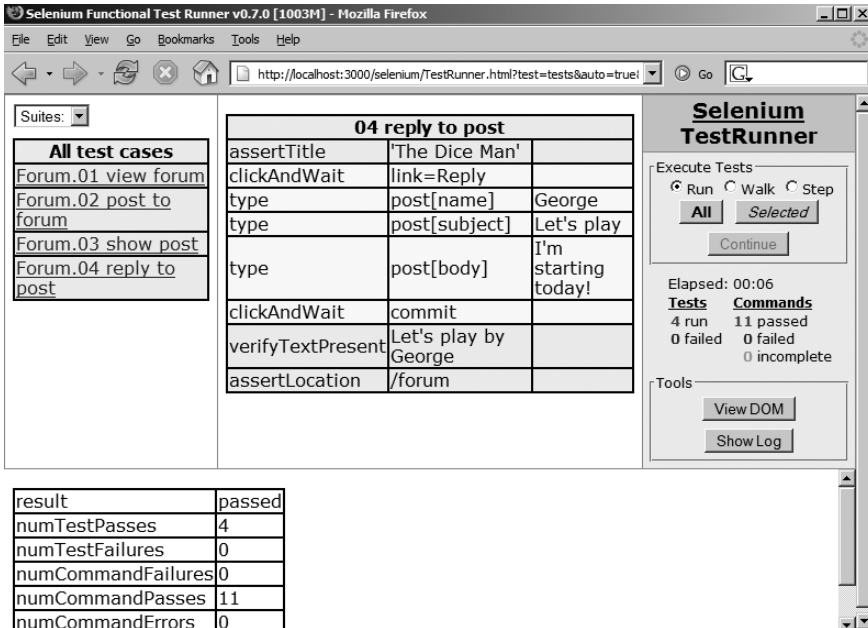 Selenium Functional Test Runner v0.7.0 [1003M] - Mozilla Firefox
File Edit View Go Bookmarks Tools Help
http://localhost:3000/selenium/TestRunner.html?test=tests&auto=true& Go G
Suites:
All test cases
Forum.01 view forum
Forum.02 post to
forum
Forum.03 show post
Forum.04 reply to
post
04 reply to post
assertTitle 'The Dice Man'
clickAndWait link=Reply
type post[name] George
type post[subject] Let's play
type post[body] I'm
starting
today!
clickAndWait commit
verifyTextPresent Let's play by
George
assertLocation /forum
Selenium
TestRunner
Execute Tests
Run Walk Step
All Selected
Continue
Elapsed: 00:06
Tests Commands
4 run 11 passed
0 failed 0 failed
0 incomplete
Tools
View DOM
Show Log
result passed
numTestPasses 4
numTestFailures 0
numCommandFailures 0
numCommandPasses 11
numCommandErrors 0